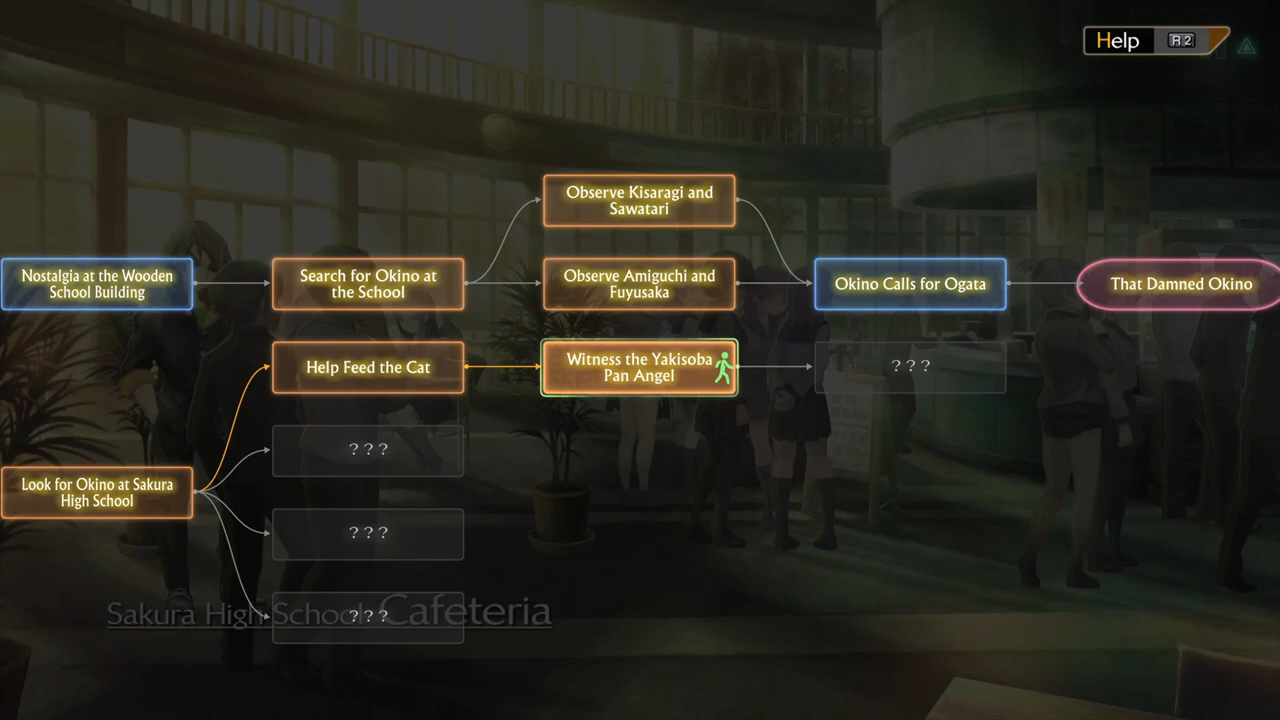 Help R2
Observe Kisaragi and
Sawatari
Nostalgia at the Wooden
School Building
Search for Okino at
the School
Observe Amiguchi and
Fuyusaka
Okino Calls for Ogata
That Damned Okino
Help Feed the Cat
Witness the Yakisoba
Pan Angel
???
???
Look for Okino at Sakura
High School
???
???
Sakura High School Cafeteria